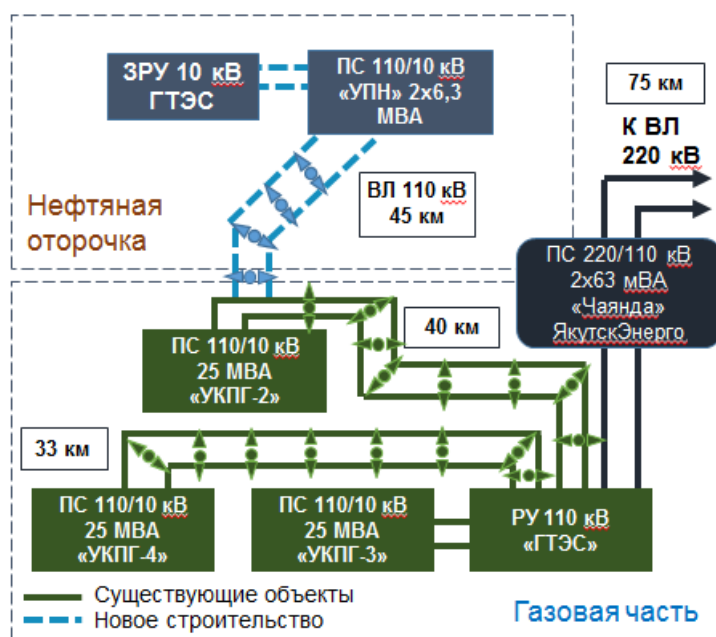 ЗРУ 10 кВ
ГТЭС
ПС 110/10 кВ
«УПН» 2х6,3
МВА
75 км
К ВЛ
220 кВ
ВЛ 110 кВ
45 км
Нефтяная
оторочка
ПС 220/110 кВ
2х63 мВА
«Чаянда»
ЯкутскЭнерго
40 км
ПС 110/10 кВ
25 МВА
«УКПГ-2»
33 км
ПС 110/10 кВ
25 МВА
«УКПГ-4»
ПС 110/10 кВ
25 МВА
«УКПГ-3»
РУ 110 кВ
«ГТЭС»
Существующие объекты
Новое строительство
Газовая часть